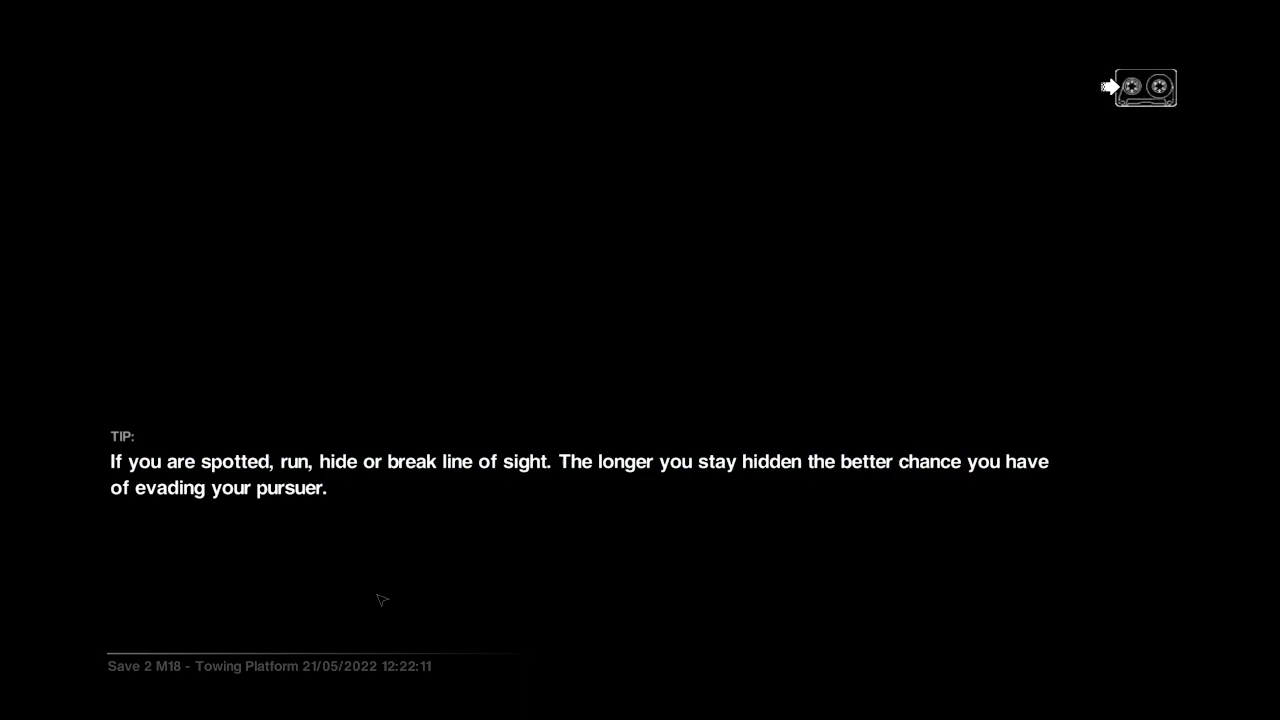 TIP:
If you are spotted, run, hide or break line of sight. The longer you stay hidden the better chance you have
of evading your pursuer.
Save 2 M18 - Towing Platform 21/05/2022 12:22:11